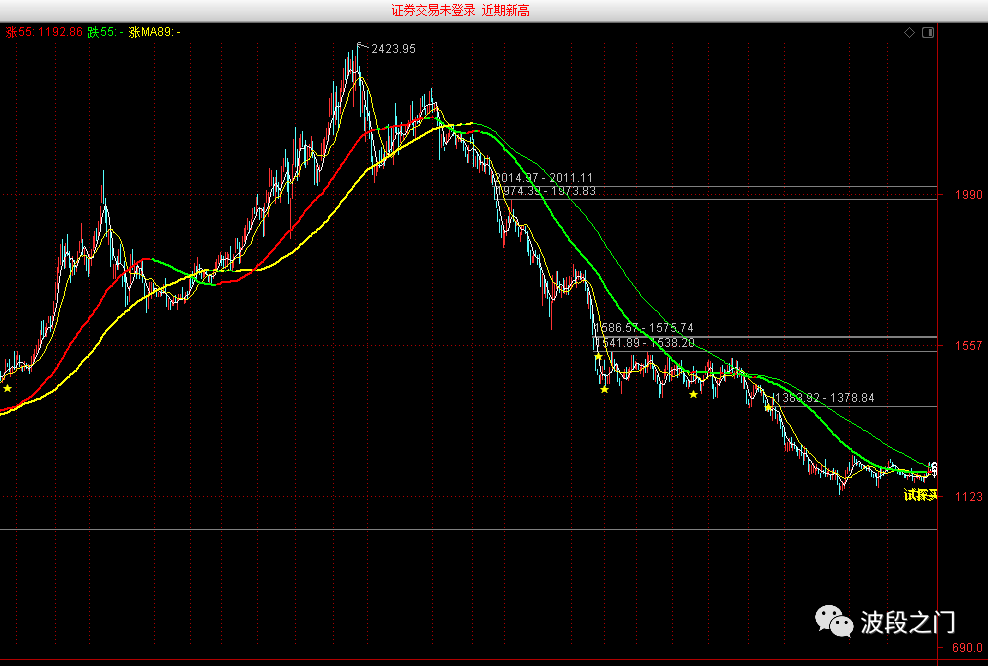 证券交易未登录 近期新高
涨55: 1192.86 跌55: - 涨MA89: -
2423.95
2014.97 - 2011.11
1974.39 - 1973.83
1990
1586.57 - 1575.74
1541.89 - 1538.20
1557
1383.92 - 1378.84
试探买
1123
波段之门
690.0